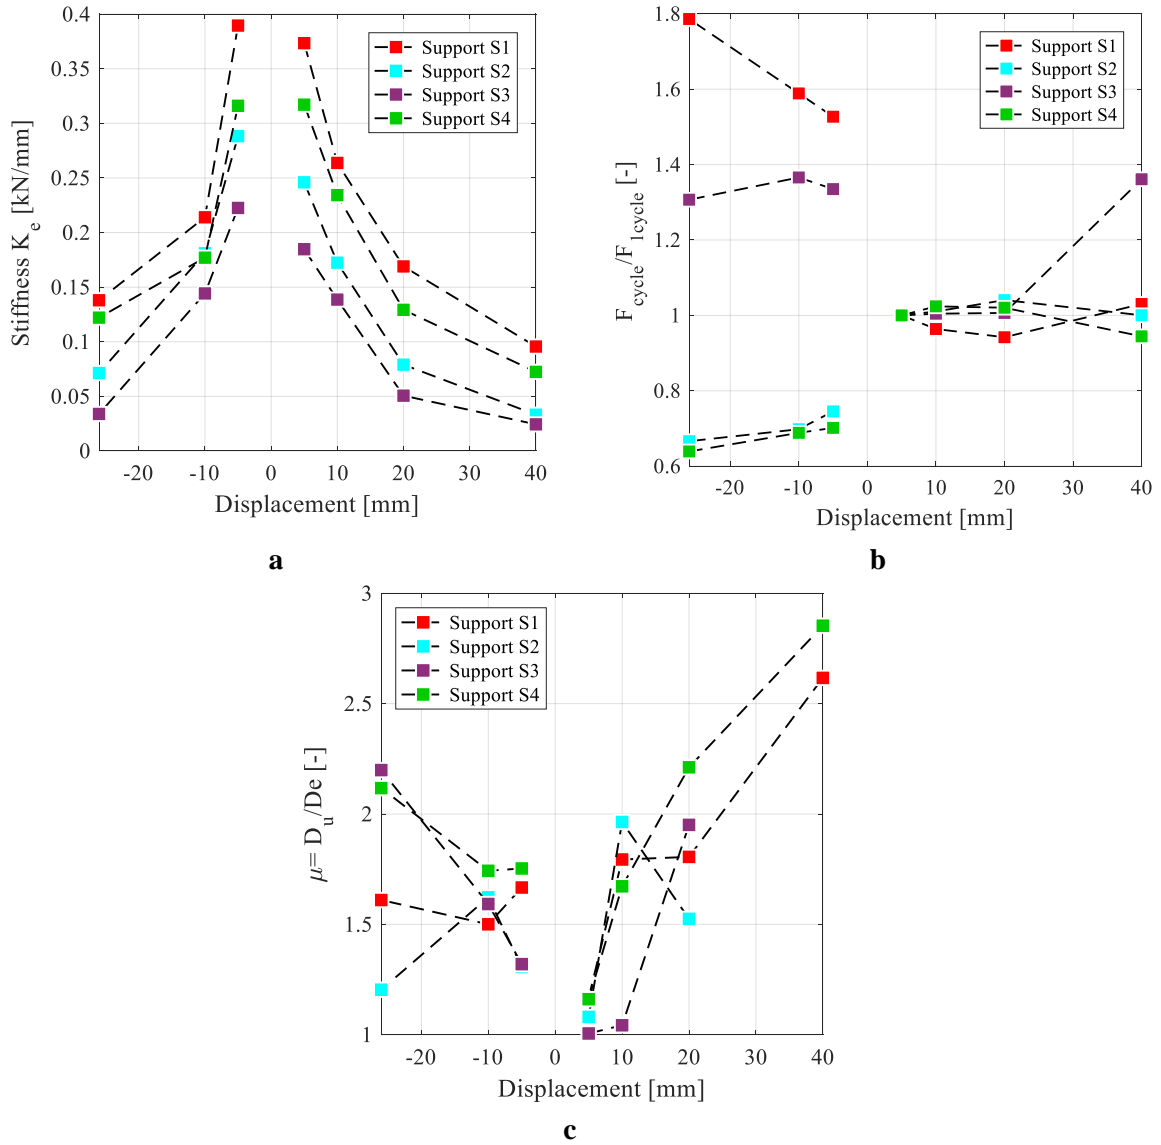 0.4
0.35
0.3
0.25
0.2
0.15
0.1
0.05
0
Stiffness K_e [kN/mm]
Support S1
Support S2
Support S3
Support S4
-20 -10 0 10 20 30 40
Displacement [mm]
a
1.8
1.6
1.4
1.2
1
0.8
0.6
F_cycle/F_1cycle [-]
Support S1
Support S2
Support S3
Support S4
-20 -10 0 10 20 30 40
Displacement [mm]
b
3
2.5
2
1.5
1
μ= D_u/De [-]
Support S1
Support S2
Support S3
Support S4
-20 -10 0 10 20 30 40
Displacement [mm]
c